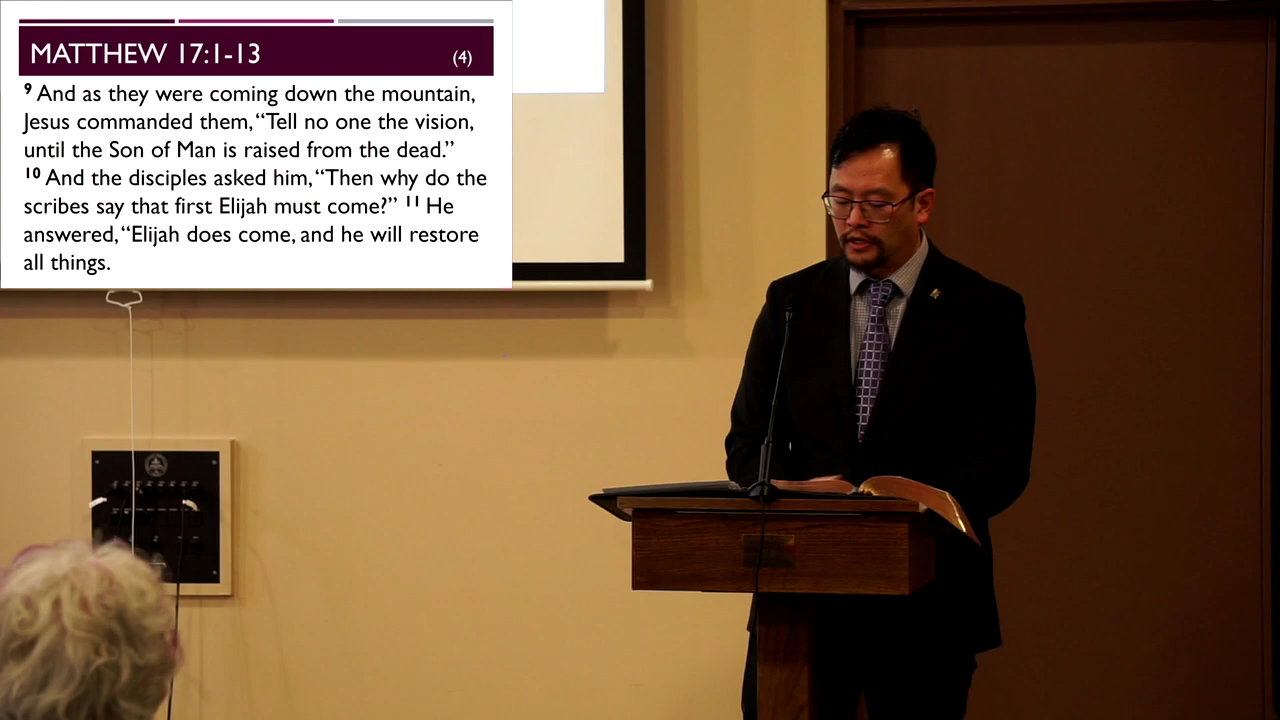 MATTHEW 17:1-13 (4)
⁹ And as they were coming down the mountain,
Jesus commanded them, “Tell no one the vision,
until the Son of Man is raised from the dead.”
¹⁰ And the disciples asked him, “Then why do the
scribes say that first Elijah must come?” ¹¹ He
answered, “Elijah does come, and he will restore
all things.